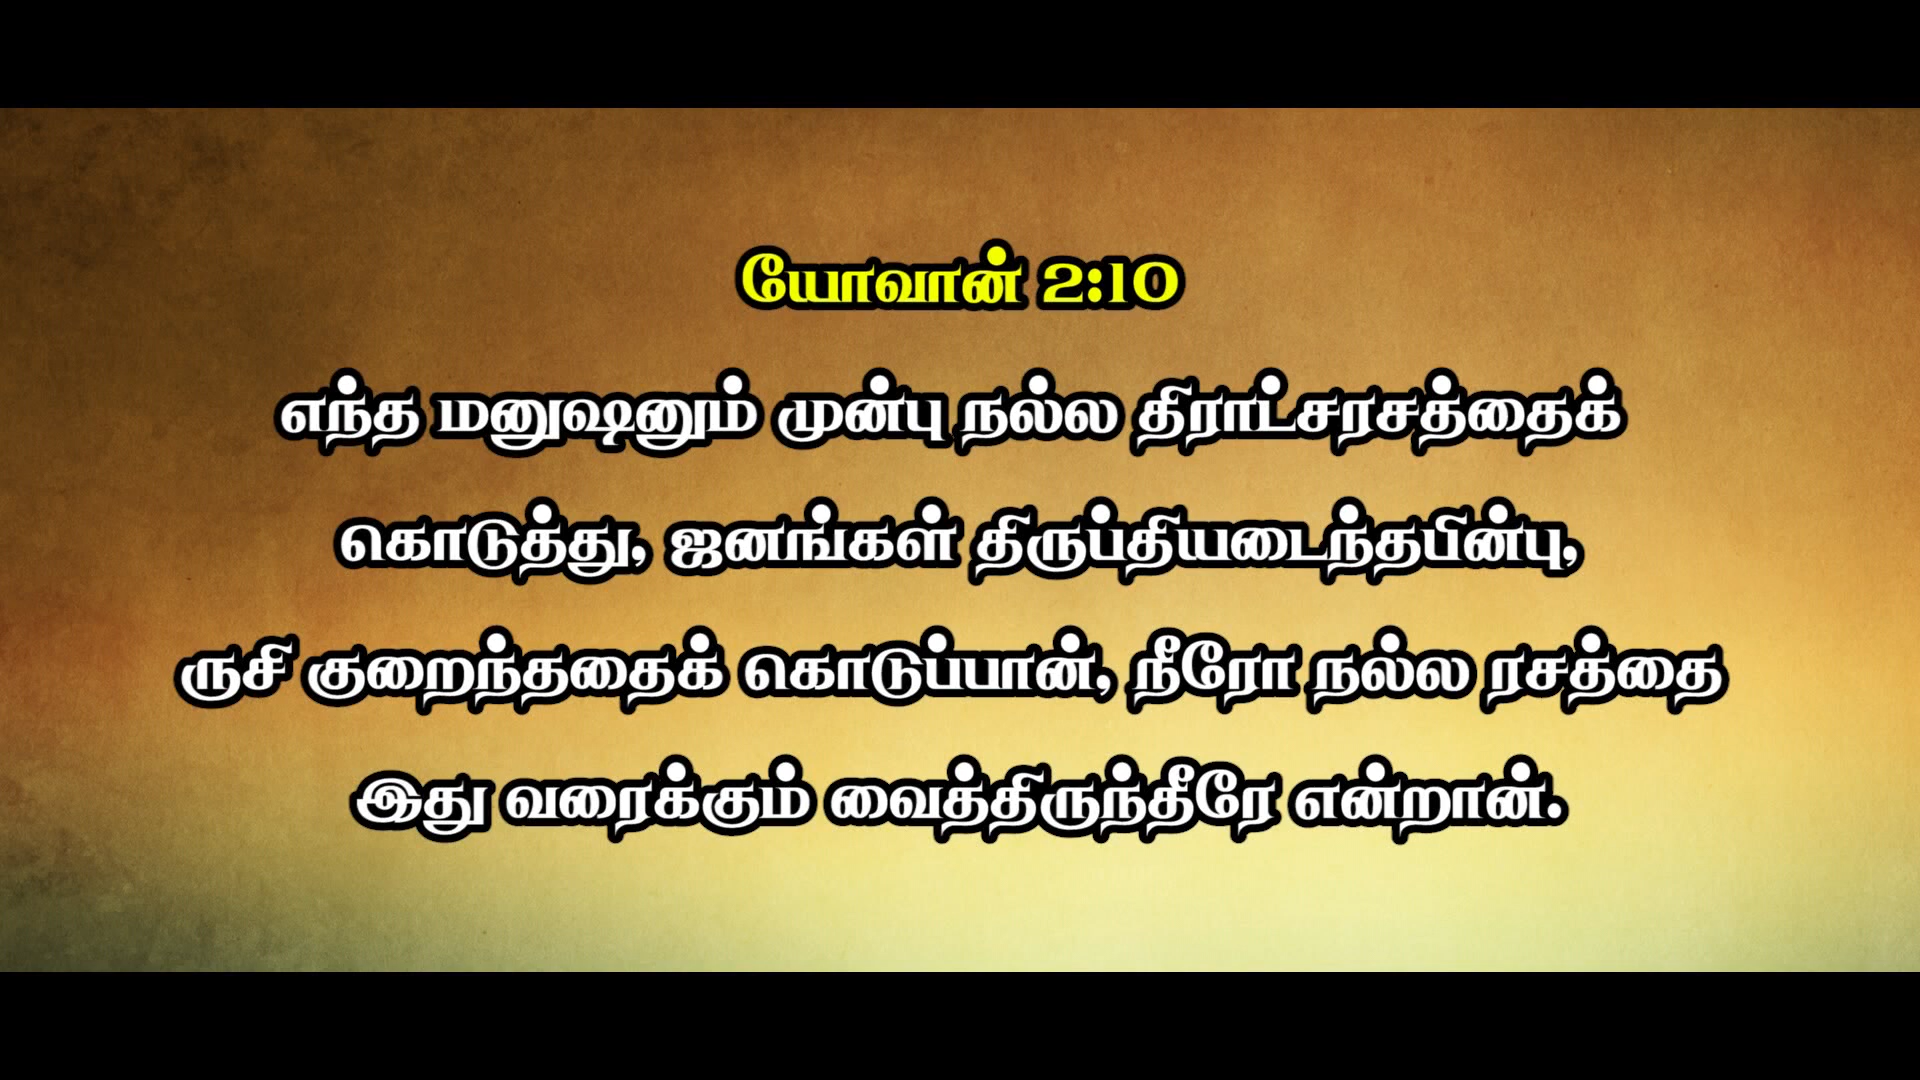 யோவான் 2:10
எந்த மனுஷனும் முன்பு நல்ல திராட்சரசத்தைக்
கொடுத்து, ஜனங்கள் திருப்தியடைந்தபின்பு,
ருசி குறைந்ததைக் கொடுப்பான், நீரோ நல்ல ரசத்தை
இது வரைக்கும் வைத்திருந்தீரே என்றான்.